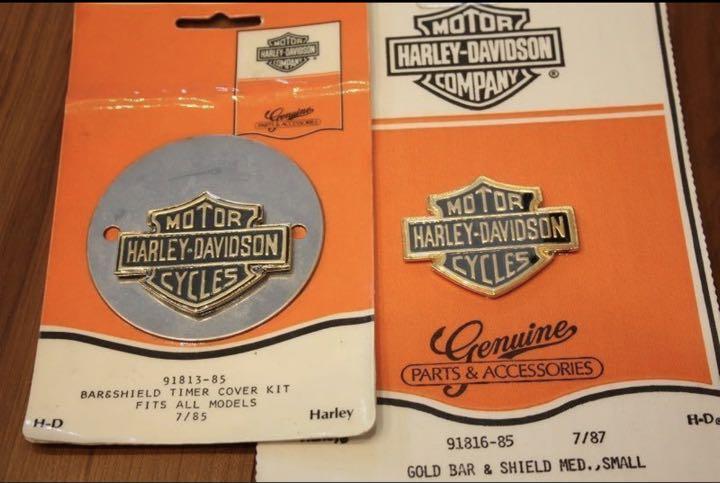 MOTOR
HARLEY-DAVIDSON
COMPANY
Genuine
PARTS & ACCESSORIES
MOTOR
HARLEY-DAVIDSON
CYCLES
91813-85
BAR&SHIELD TIMER COVER KIT
FITS ALL MODELS
7/85
H-D
Harley
MOTOR
HARLEY-DAVIDSON
COMPANY
®
MOTOR
HARLEY-DAVIDSON
CYCLES
Genuine
PARTS & ACCESSORIES
H-D®
91816-85 7/87
GOLD BAR & SHIELD MED.,SMALL